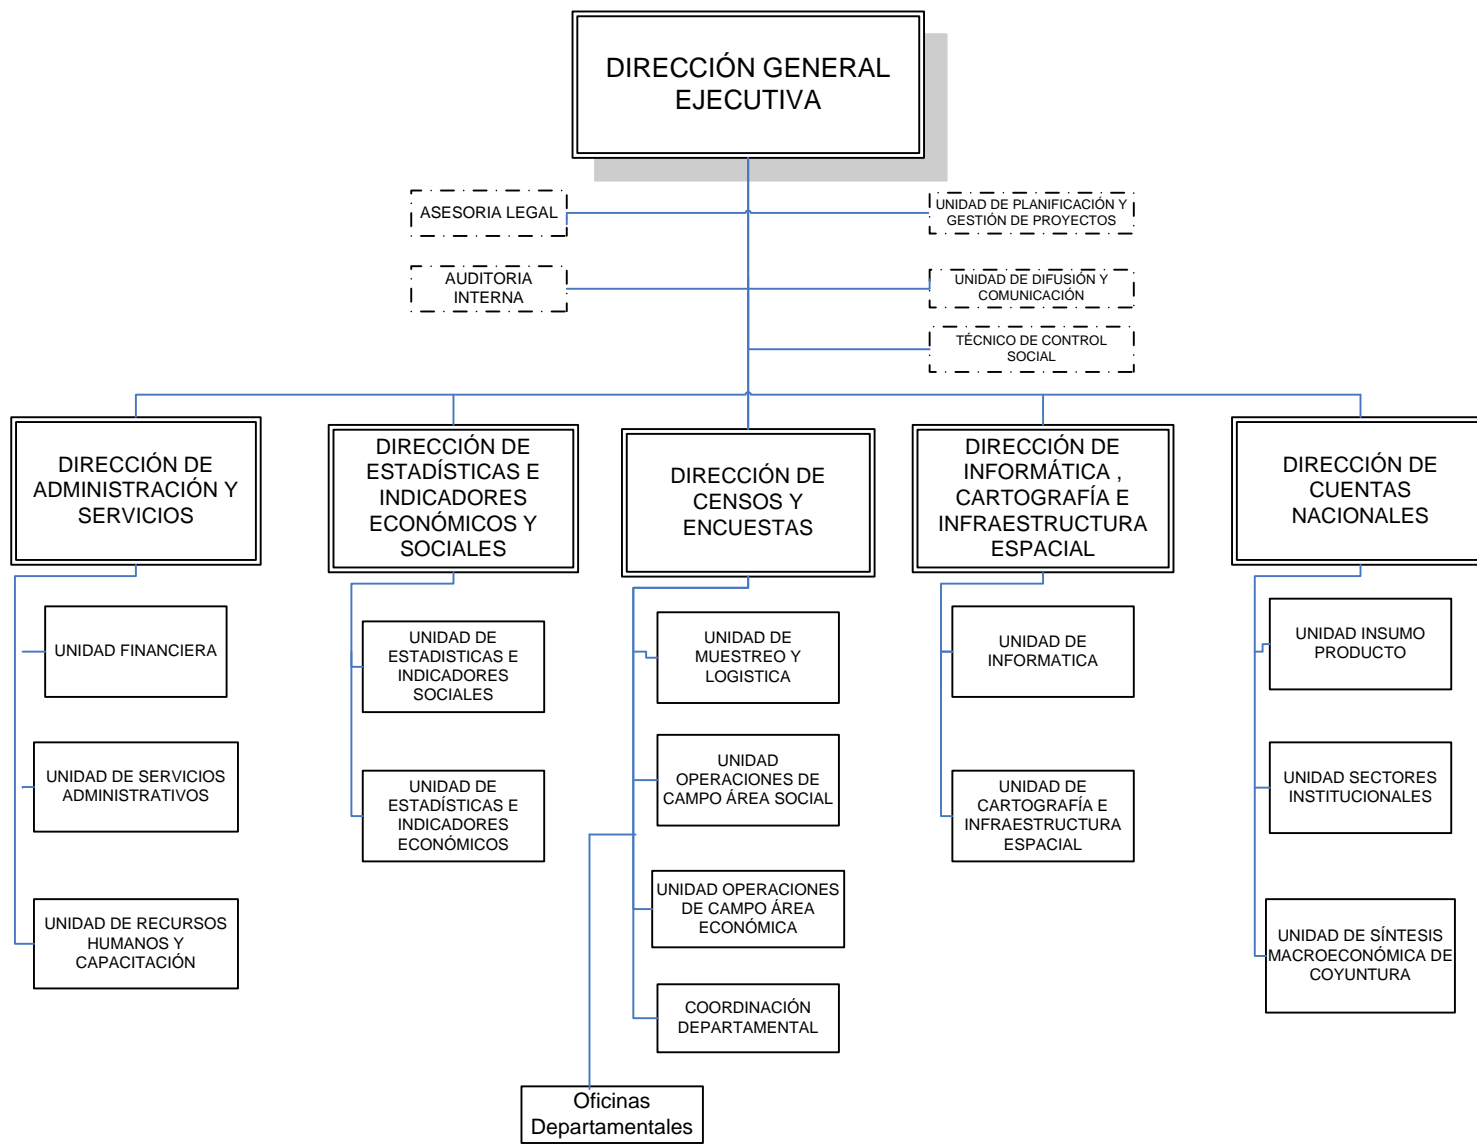 DIRECCIÓN GENERAL
EJECUTIVA
ASESORIA LEGAL
UNIDAD DE PLANIFICACIÓN Y
GESTIÓN DE PROYECTOS
AUDITORIA
INTERNA
UNIDAD DE DIFUSIÓN Y
COMUNICACIÓN
TÉCNICO DE CONTROL
SOCIAL
DIRECCIÓN DE
ADMINISTRACIÓN Y
SERVICIOS
DIRECCIÓN DE
ESTADÍSTICAS E
INDICADORES
ECONÓMICOS Y
SOCIALES
DIRECCIÓN DE
CENSOS Y
ENCUESTAS
DIRECCIÓN DE
INFORMÁTICA ,
CARTOGRAFÍA E
INFRAESTRUCTURA
ESPACIAL
DIRECCIÓN DE
CUENTAS
NACIONALES
UNIDAD FINANCIERA
UNIDAD DE
ESTADISTICAS E
INDICADORES
SOCIALES
UNIDAD DE
MUESTREO Y
LOGISTICA
UNIDAD DE
INFORMATICA
UNIDAD INSUMO
PRODUCTO
UNIDAD DE SERVICIOS
ADMINISTRATIVOS
UNIDAD DE
ESTADÍSTICAS E
INDICADORES
ECONÓMICOS
UNIDAD
OPERACIONES DE
CAMPO ÁREA SOCIAL
UNIDAD DE
CARTOGRAFÍA E
INFRAESTRUCTURA
ESPACIAL
UNIDAD SECTORES
INSTITUCIONALES
UNIDAD DE RECURSOS
HUMANOS Y
CAPACITACIÓN
UNIDAD OPERACIONES
DE CAMPO ÁREA
ECONÓMICA
UNIDAD DE SÍNTESIS
MACROECONÓMICA DE
COYUNTURA
COORDINACIÓN
DEPARTAMENTAL
Oficinas
Departamentales